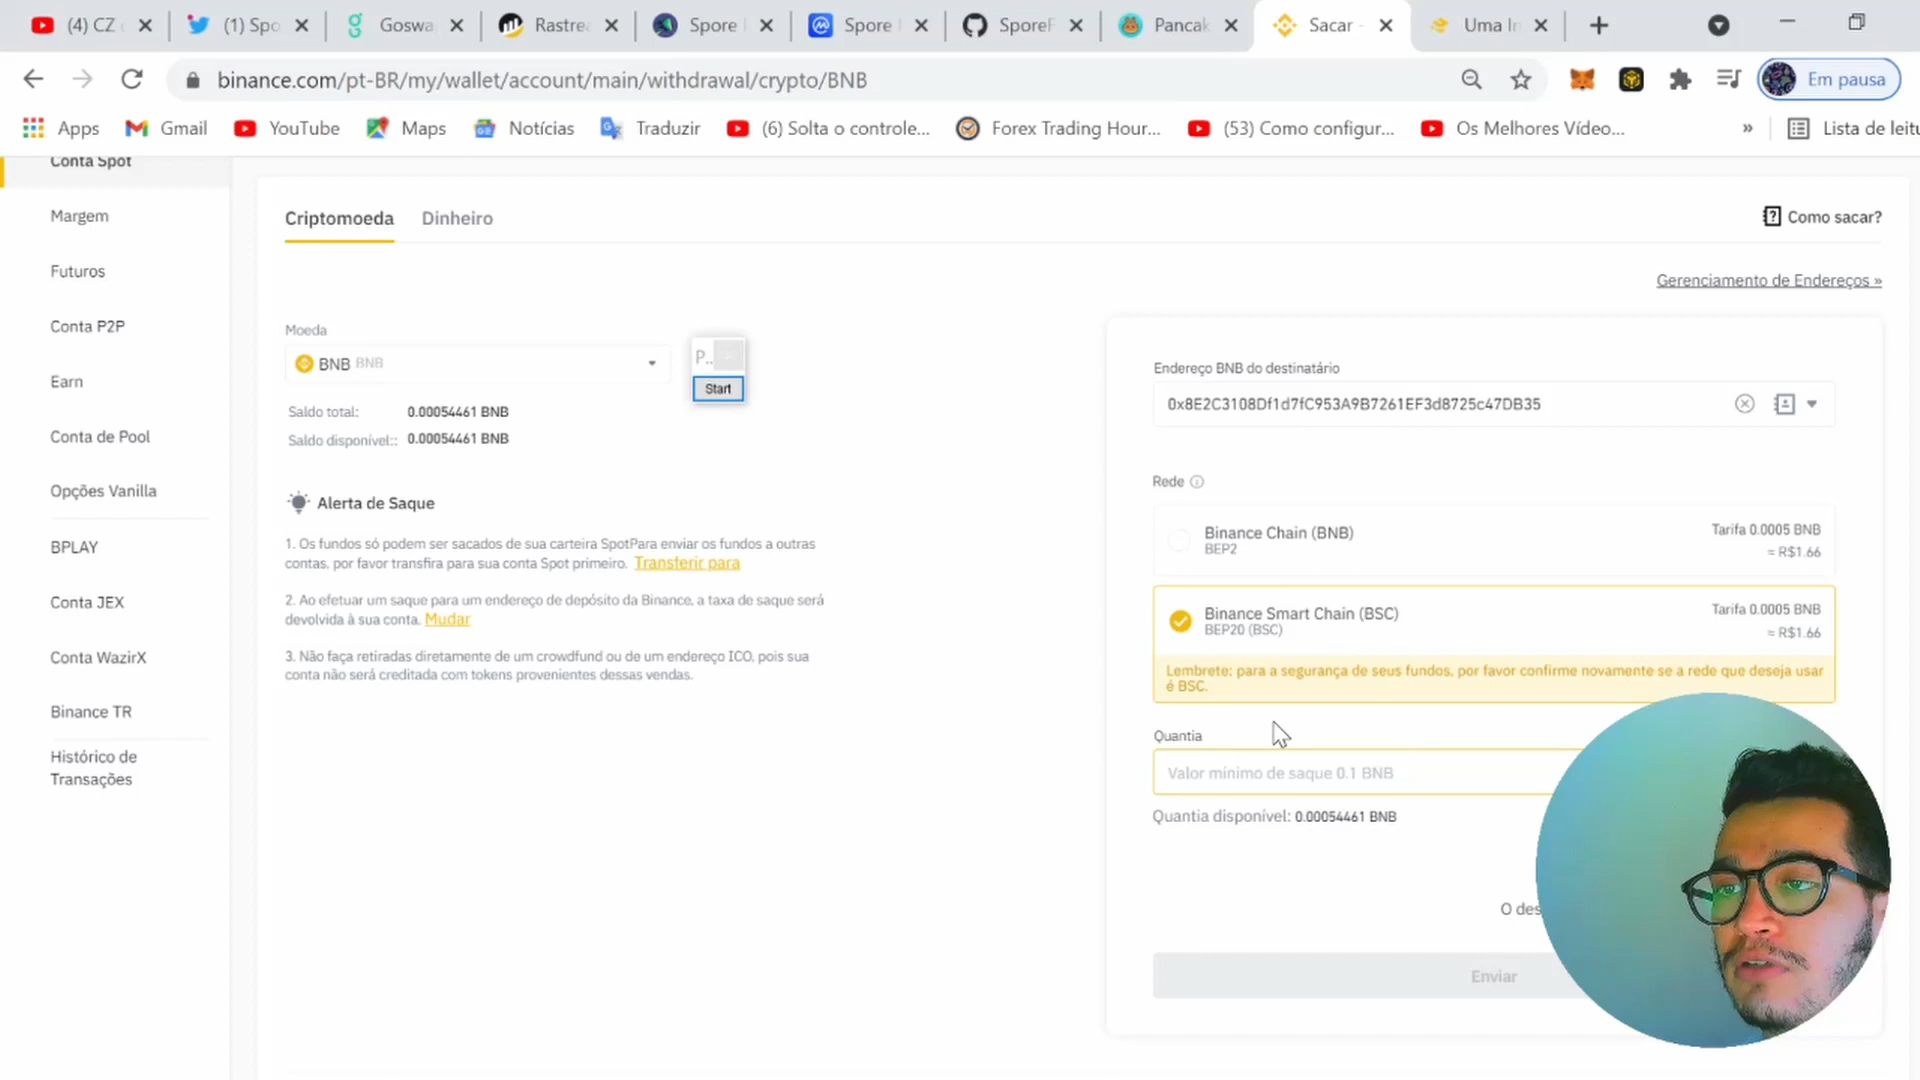 (4) CZ
(1) Spo
Goswa
Rastre
Spore
Spore
SporeF
Pancak
Sacar -
Uma In
binance.com/pt-BR/my/wallet/account/main/withdrawal/crypto/BNB
Em pausa
Apps
Gmail
YouTube
Maps
Notícias
Traduzir
(6) Solta o controle...
Forex Trading Hour...
(53) Como configur...
Os Melhores Vídeo...
»
Lista de leitu
Conta Spot
Margem
Futuros
Conta P2P
Earn
Conta de Pool
Opções Vanilla
BPLAY
Conta JEX
Conta WazirX
Binance TR
Histórico de
Transações
Criptomoeda
Dinheiro
Como sacar?
Gerenciamento de Endereços »
Moeda
BNB BNB
P..
Start
Saldo total: 0.00054461 BNB
Saldo disponível:: 0.00054461 BNB
Alerta de Saque
1. Os fundos só podem ser sacados de sua carteira SpotPara enviar os fundos a outras
contas, por favor transfira para sua conta Spot primeiro. Transferir para
2. Ao efetuar um saque para um endereço de depósito da Binance, a taxa de saque será
devolvida à sua conta. Mudar
3. Não faça retiradas diretamente de um crowdfund ou de um endereço ICO, pois sua
conta não será creditada com tokens provenientes dessas vendas.
Endereço BNB do destinatário
0x8E2C3108Df1d7fC953A9B7261EF3d8725c47DB35
Rede
Binance Chain (BNB)
BEP2
Tarifa 0.0005 BNB
≈ R$1.66
Binance Smart Chain (BSC)
BEP20 (BSC)
Tarifa 0.0005 BNB
≈ R$1.66
Lembrete: para a segurança de seus fundos, por favor confirme novamente se a rede que deseja usar
é BSC.
Quantia
Valor mínimo de saque 0.1 BNB
Quantia disponível: 0.00054461 BNB
O des
Enviar